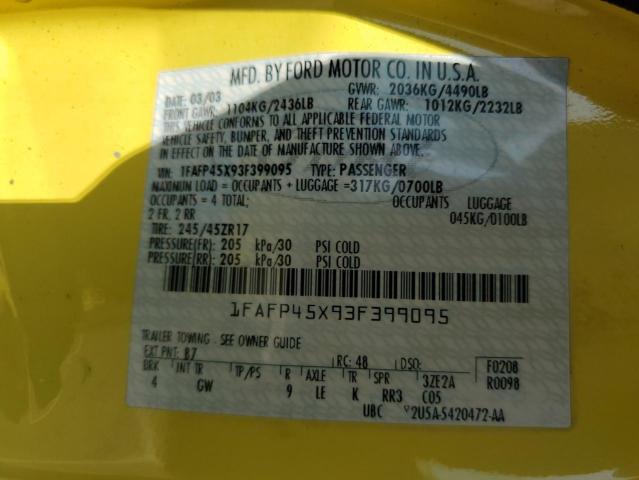 MFD. BY FORD MOTOR CO. IN U.S.A.
DATE: 03/03 GVWR: 2036KG/4490LB
FRONT GAWR: 1104KG/2436LB REAR GAWR: 1012KG/2232LB
THIS VEHICLE CONFORMS TO ALL APPLICABLE FEDERAL MOTOR
VEHICLE SAFETY, BUMPER, AND THEFT PREVENTION STANDARDS
IN EFFECT ON THE DATE OF MANUFACTURE SHOWN ABOVE.
VIN: 1FAFP45X93F399095 TYPE: PASSENGER
MAXIMUM LOAD = OCCUPANTS + LUGGAGE =317KG/0700LB
OCCUPANTS = 4 TOTAL; OCCUPANTS LUGGAGE
2 FR, 2 RR 045KG/0100LB
TIRE: 245/45ZR17
PRESSURE(FR): 205 kPa/30 PSI COLD
PRESSURE(RR): 205 kPa/30 PSI COLD
1FAFP45X93F399095
TRAILER TOWING - SEE OWNER GUIDE
EXT PNT: B7 RC: 48 DSO: F0208
BRK INT TR TP/PS R AXLE TR SPR 3ZE2A R0098
4 GW 9 LE K RR3 C05
UBC 2U5A-5420472-AA